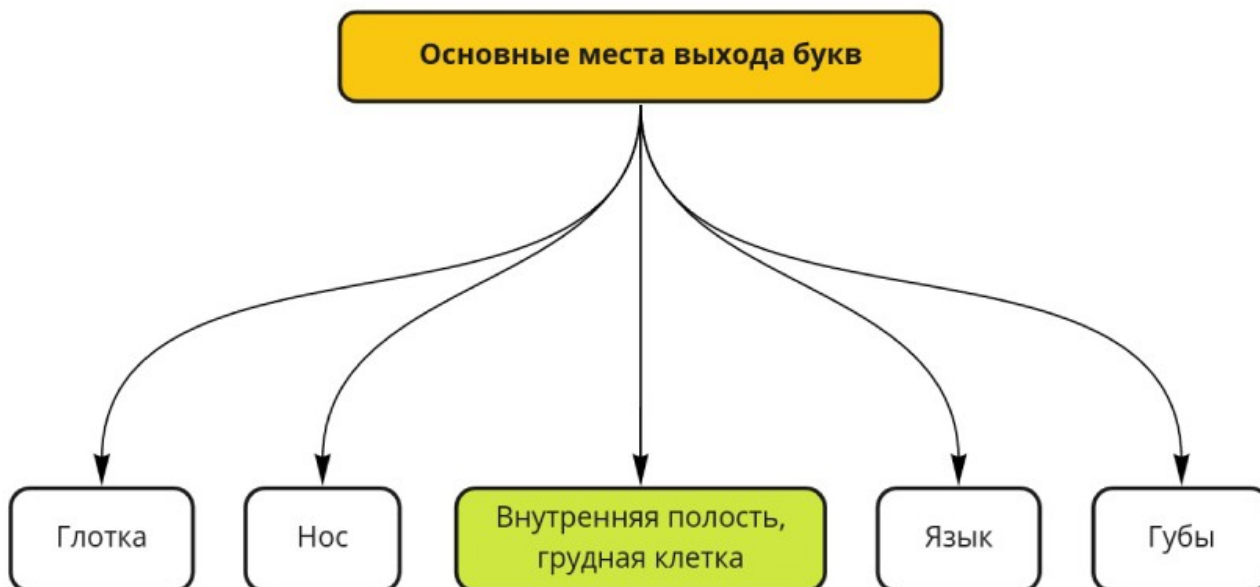 Основные места выхода букв
Глотка
Нос
Внутренняя полость,
грудная клетка
Язык
Губы